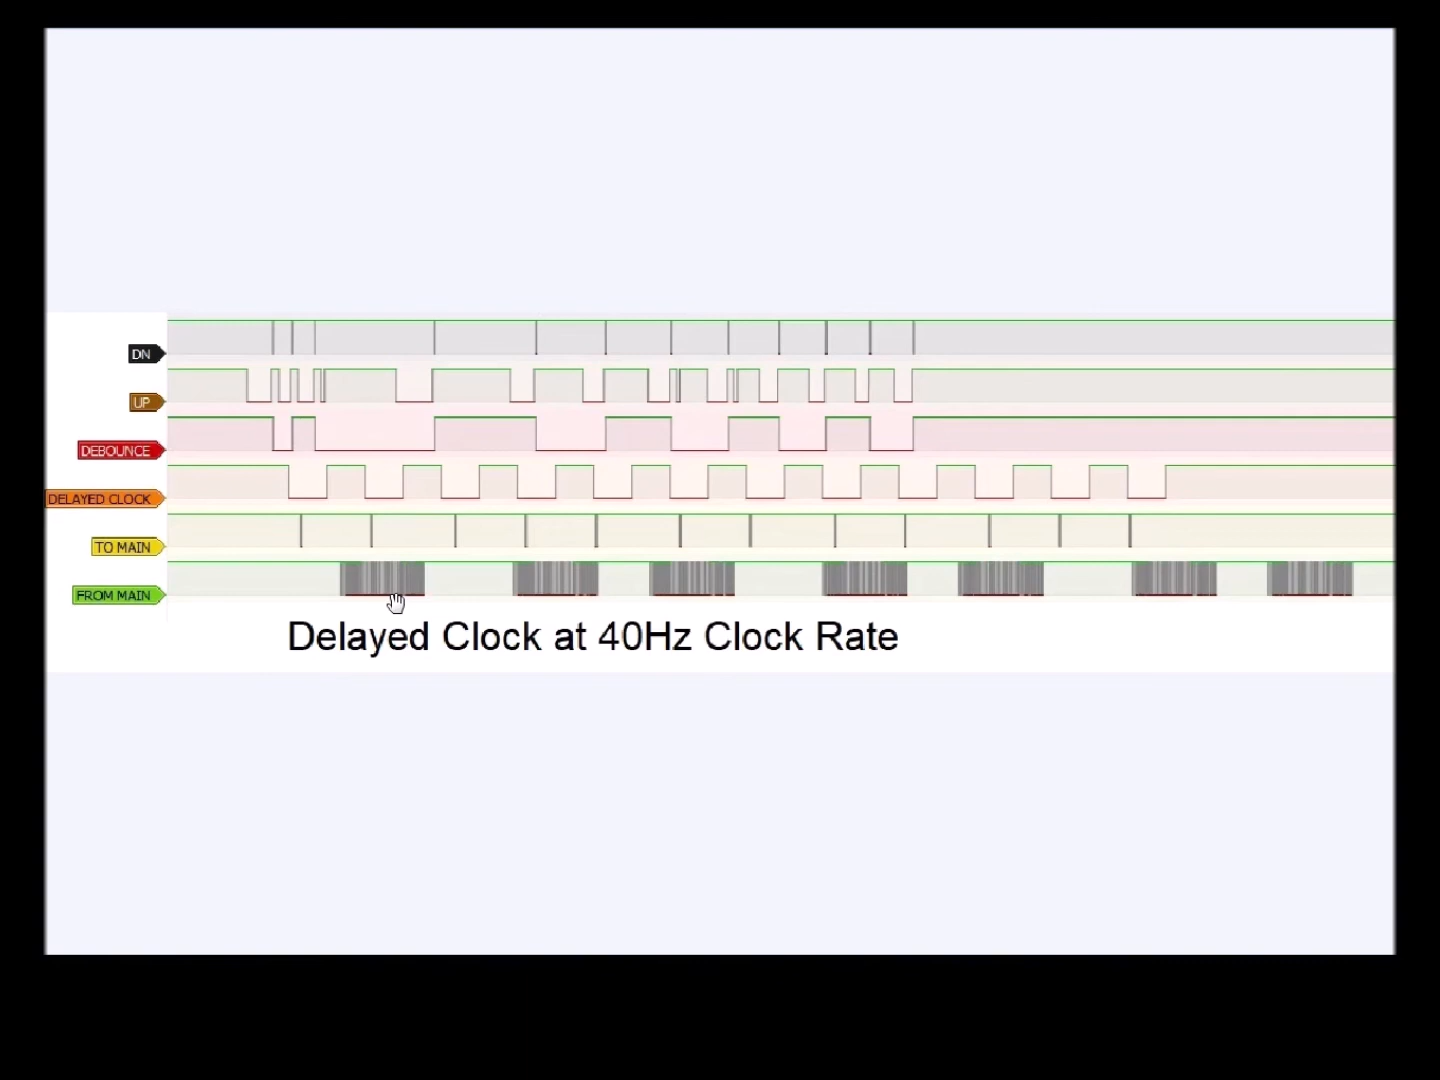 DN
UP
DEBOUNCE
DELAYED CLOCK
TO MAIN
FROM MAIN
Delayed Clock at 40Hz Clock Rate